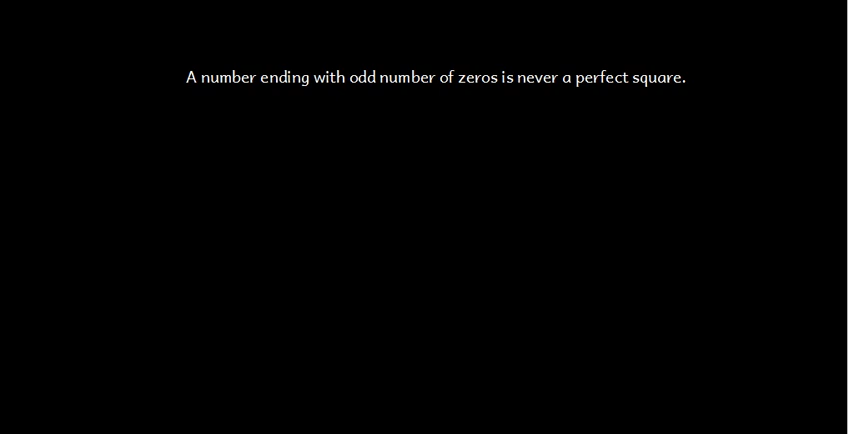 A number ending with odd number of zeros is never a perfect square.